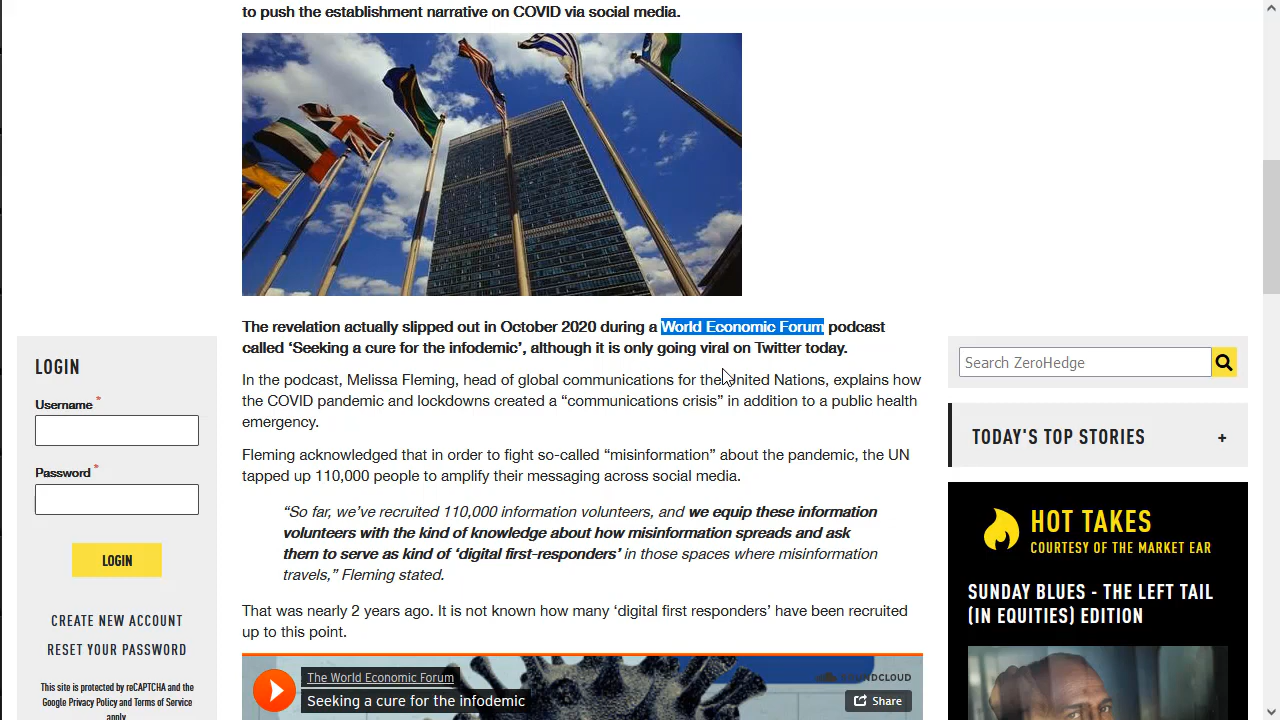 to push the establishment narrative on COVID via social media.
The revelation actually slipped out in October 2020 during a World Economic Forum podcast
called ‘Seeking a cure for the infodemic’, although it is only going viral on Twitter today.
In the podcast, Melissa Fleming, head of global communications for the United Nations, explains how
the COVID pandemic and lockdowns created a “communications crisis” in addition to a public health
emergency.
Fleming acknowledged that in order to fight so-called “misinformation” about the pandemic, the UN
tapped up 110,000 people to amplify their messaging across social media.
“So far, we’ve recruited 110,000 information volunteers, and we equip these information
volunteers with the kind of knowledge about how misinformation spreads and ask
them to serve as kind of ‘digital first-responders’ in those spaces where misinformation
travels,” Fleming stated.
That was nearly 2 years ago. It is not known how many ‘digital first responders’ have been recruited
up to this point.
The World Economic Forum
Seeking a cure for the infodemic
SOUNDCLOUD
Share
LOGIN
Username *
Password *
LOGIN
CREATE NEW ACCOUNT
RESET YOUR PASSWORD
This site is protected by reCAPTCHA and the
Google Privacy Policy and Terms of Service
apply
Search ZeroHedge
TODAY'S TOP STORIES +
HOT TAKES
COURTESY OF THE MARKET EAR
SUNDAY BLUES - THE LEFT TAIL
(IN EQUITIES) EDITION